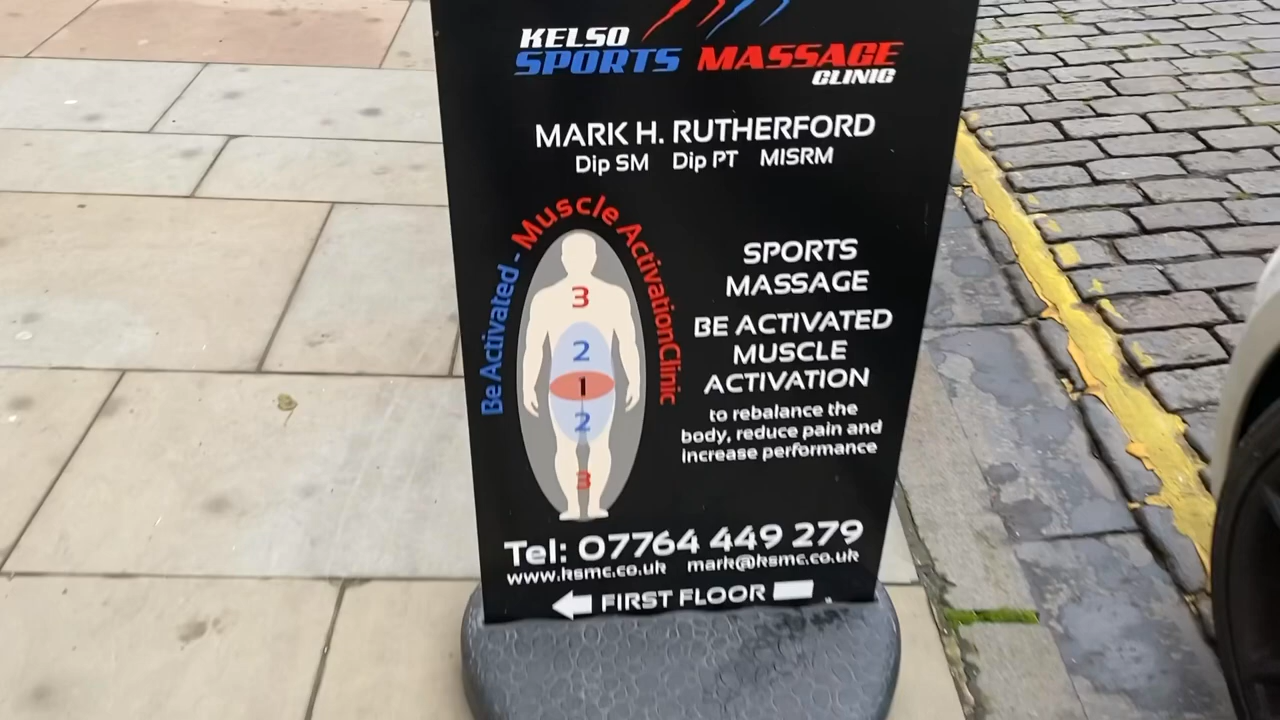 KELSO
SPORTS MASSAGE
CLINIC
MARK H. RUTHERFORD
Dip SM Dip PT MISRM
Be Activated - Muscle ActivationClinic
3
2
1
2
3
SPORTS
MASSAGE
BE ACTIVATED
MUSCLE
ACTIVATION
to rebalance the
body, reduce pain and
increase performance
Tel: 07764 449 279
www.ksmc.co.uk mark@ksmc.co.uk
FIRST FLOOR